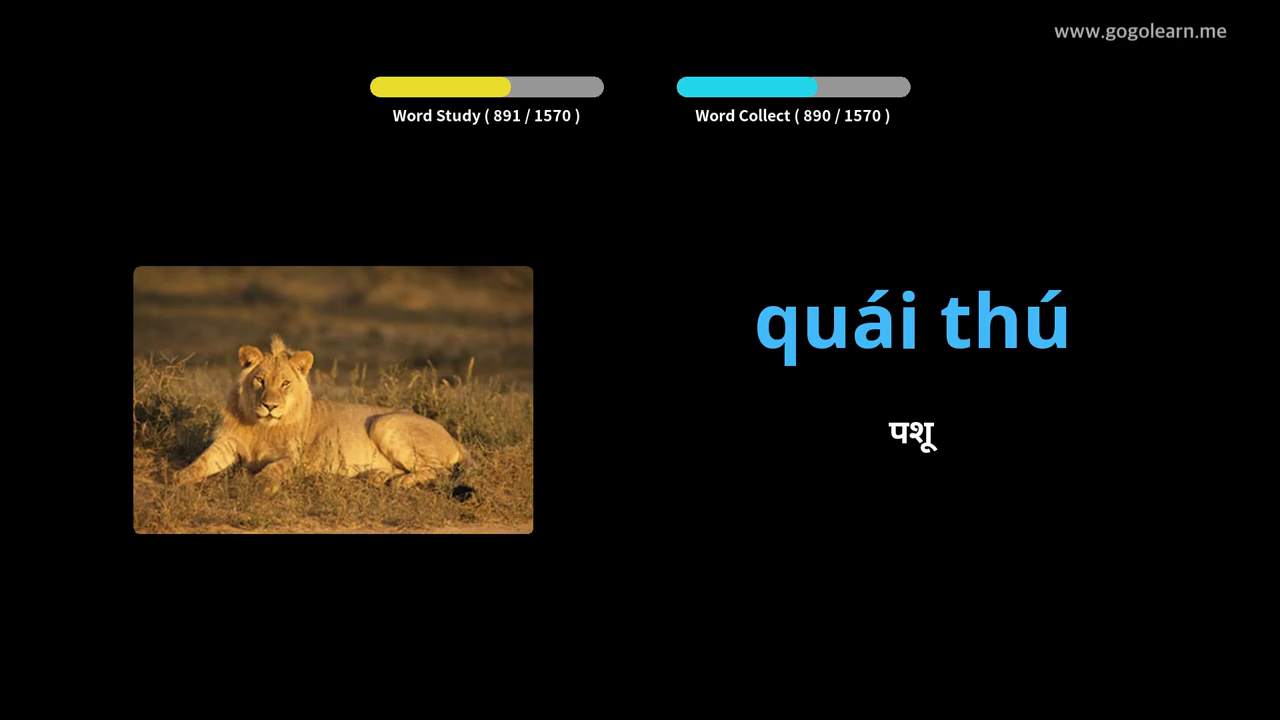 www.gogolearn.me
Word Study ( 891 / 1570 )
Word Collect ( 890 / 1570 )
quái thú
पशू